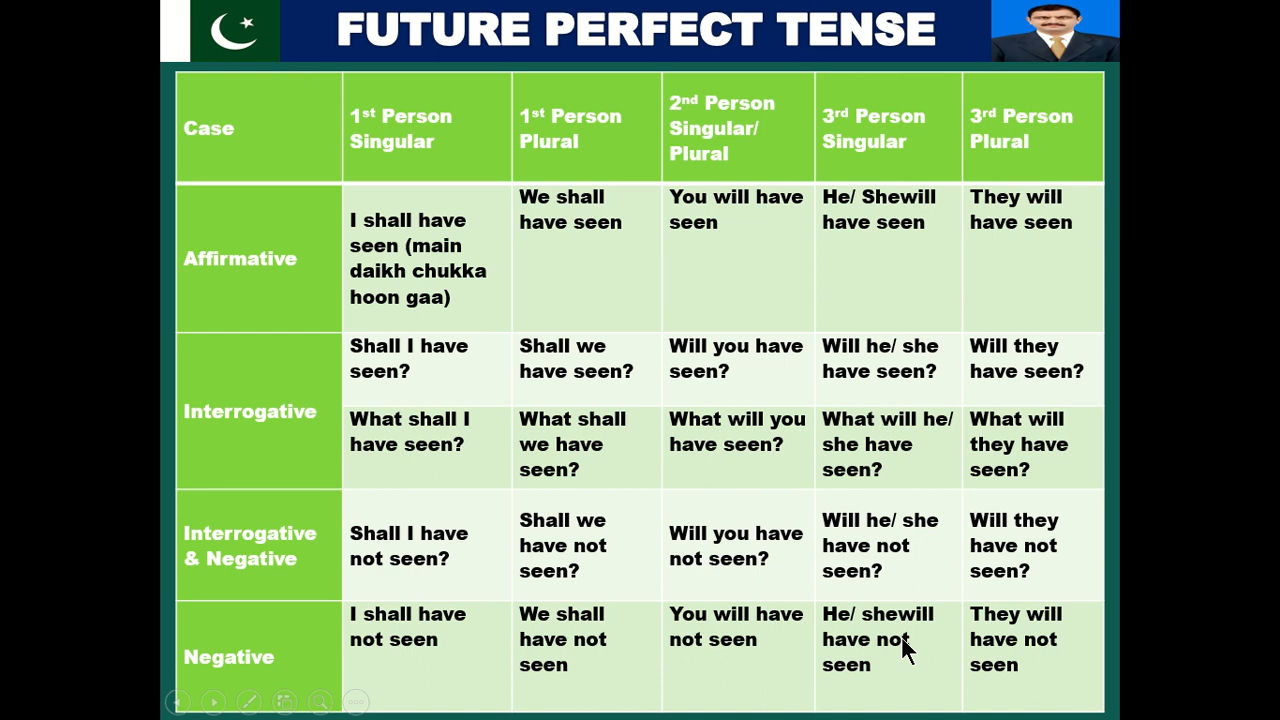 FUTURE PERFECT TENSE
Case
1st Person
Singular
1st Person
Plural
2nd Person
Singular/
Plural
3rd Person
Singular
3rd Person
Plural
Affirmative
I shall have
seen (main
daikh chukka
hoon gaa)
We shall
have seen
You will have
seen
He/ Shewill
have seen
They will
have seen
Interrogative
Shall I have
seen?
Shall we
have seen?
Will you have
seen?
Will he/ she
have seen?
Will they
have seen?
What shall I
have seen?
What shall
we have
seen?
What will you
have seen?
What will he/
she have
seen?
What will
they have
seen?
Interrogative
& Negative
Shall I have
not seen?
Shall we
have not
seen?
Will you have
not seen?
Will he/ she
have not
seen?
Will they
have not
seen?
Negative
I shall have
not seen
We shall
have not
seen
You will have
not seen
He/ shewill
have not
seen
They will
have not
seen